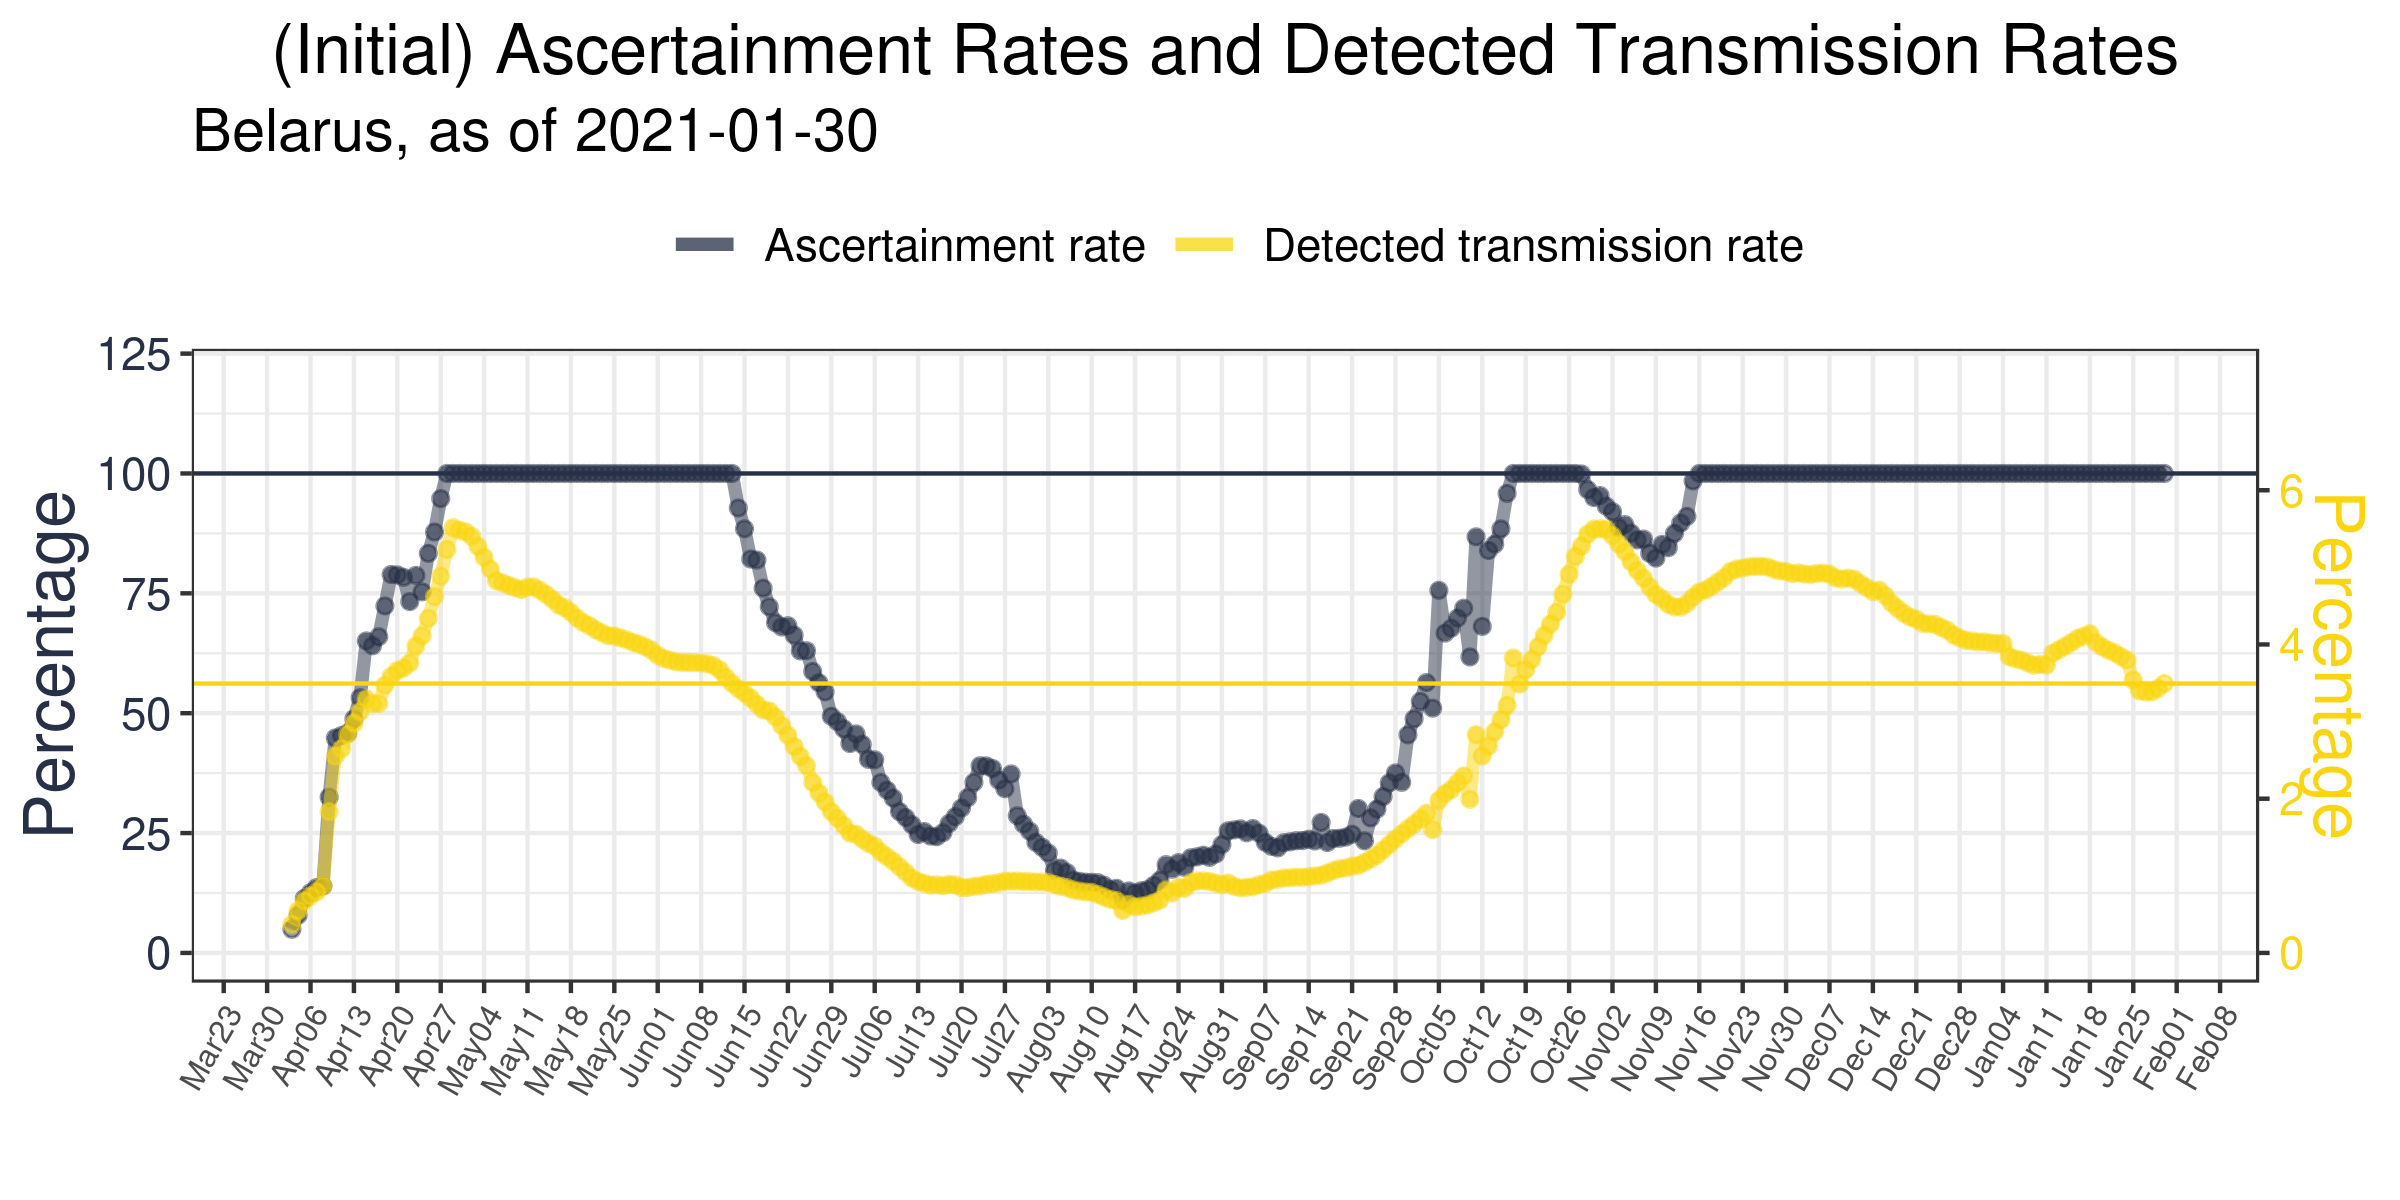 (Initial) Ascertainment Rates and Detected Transmission Rates
Belarus, as of 2021-01-30
Ascertainment rate
Detected transmission rate
Percentage
125
100
75
50
25
0
6
4
2
0
Percentage
Mar23
Mar30
Apr06
Apr13
Apr20
Apr27
May04
May11
May18
May25
Jun01
Jun08
Jun15
Jun22
Jun29
Jul06
Jul13
Jul20
Jul27
Aug03
Aug10
Aug17
Aug24
Aug31
Sep07
Sep14
Sep21
Sep28
Oct05
Oct12
Oct19
Oct26
Nov02
Nov09
Nov16
Nov23
Nov30
Dec07
Dec14
Dec21
Dec28
Jan04
Jan11
Jan18
Jan25
Feb01
Feb08